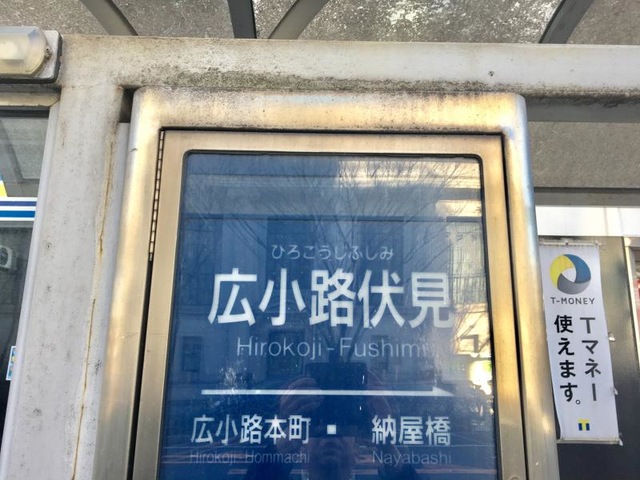 ひろこうじふしみ
広小路伏見
Hirokoji-Fushimi
広小路本町 ▪ 納屋橋
Hirokoji-Hommachi Nayabashi
T-MONEY
Tマネー
使えます。